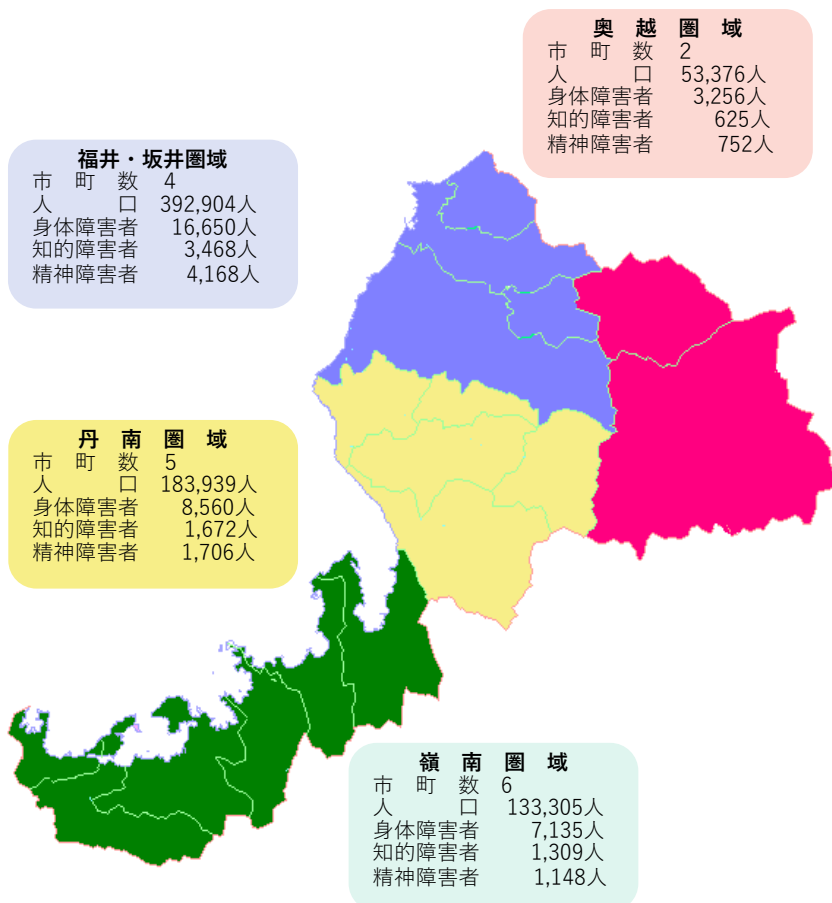 奥越圏域
市町数 2
人口 53,376人
身体障害者 3,256人
知的障害者 625人
精神障害者 752人
福井・坂井圏域
市町数 4
人口 392,904人
身体障害者 16,650人
知的障害者 3,468人
精神障害者 4,168人
丹南圏域
市町数 5
人口 183,939人
身体障害者 8,560人
知的障害者 1,672人
精神障害者 1,706人
嶺南圏域
市町数 6
人口 133,305人
身体障害者 7,135人
知的障害者 1,309人
精神障害者 1,148人